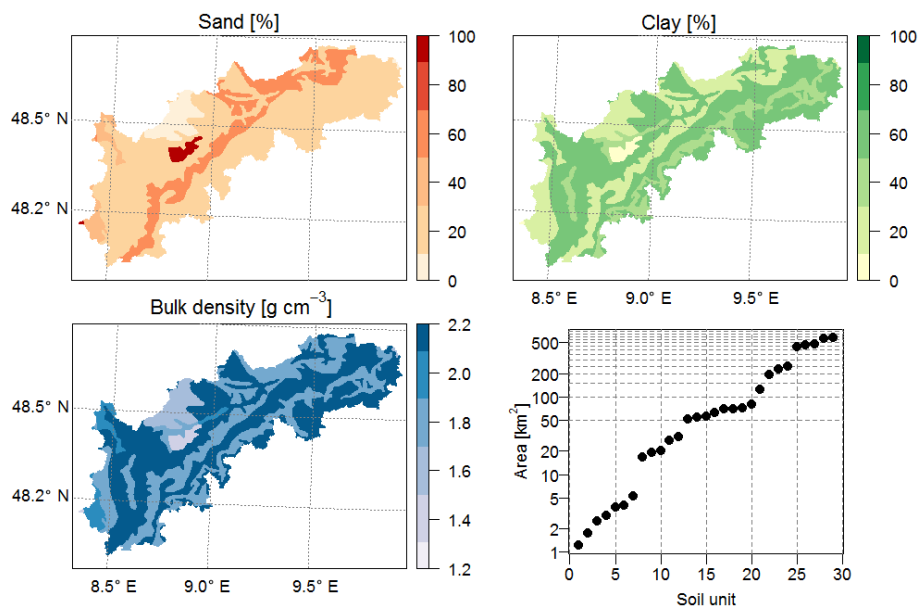 Sand [%]
100
80
60
40
20
0
48.5° N
48.2° N
Clay [%]
100
80
60
40
20
0
8.5° E
9.0° E
9.5° E
Bulk density [g cm−3]
2.2
2.0
1.8
1.6
1.4
1.2
48.5° N
48.2° N
8.5° E
9.0° E
9.5° E
Area [km2]
500
200
100
50
20
10
5
2
1
0
5
10
15
20
25
30
Soil unit